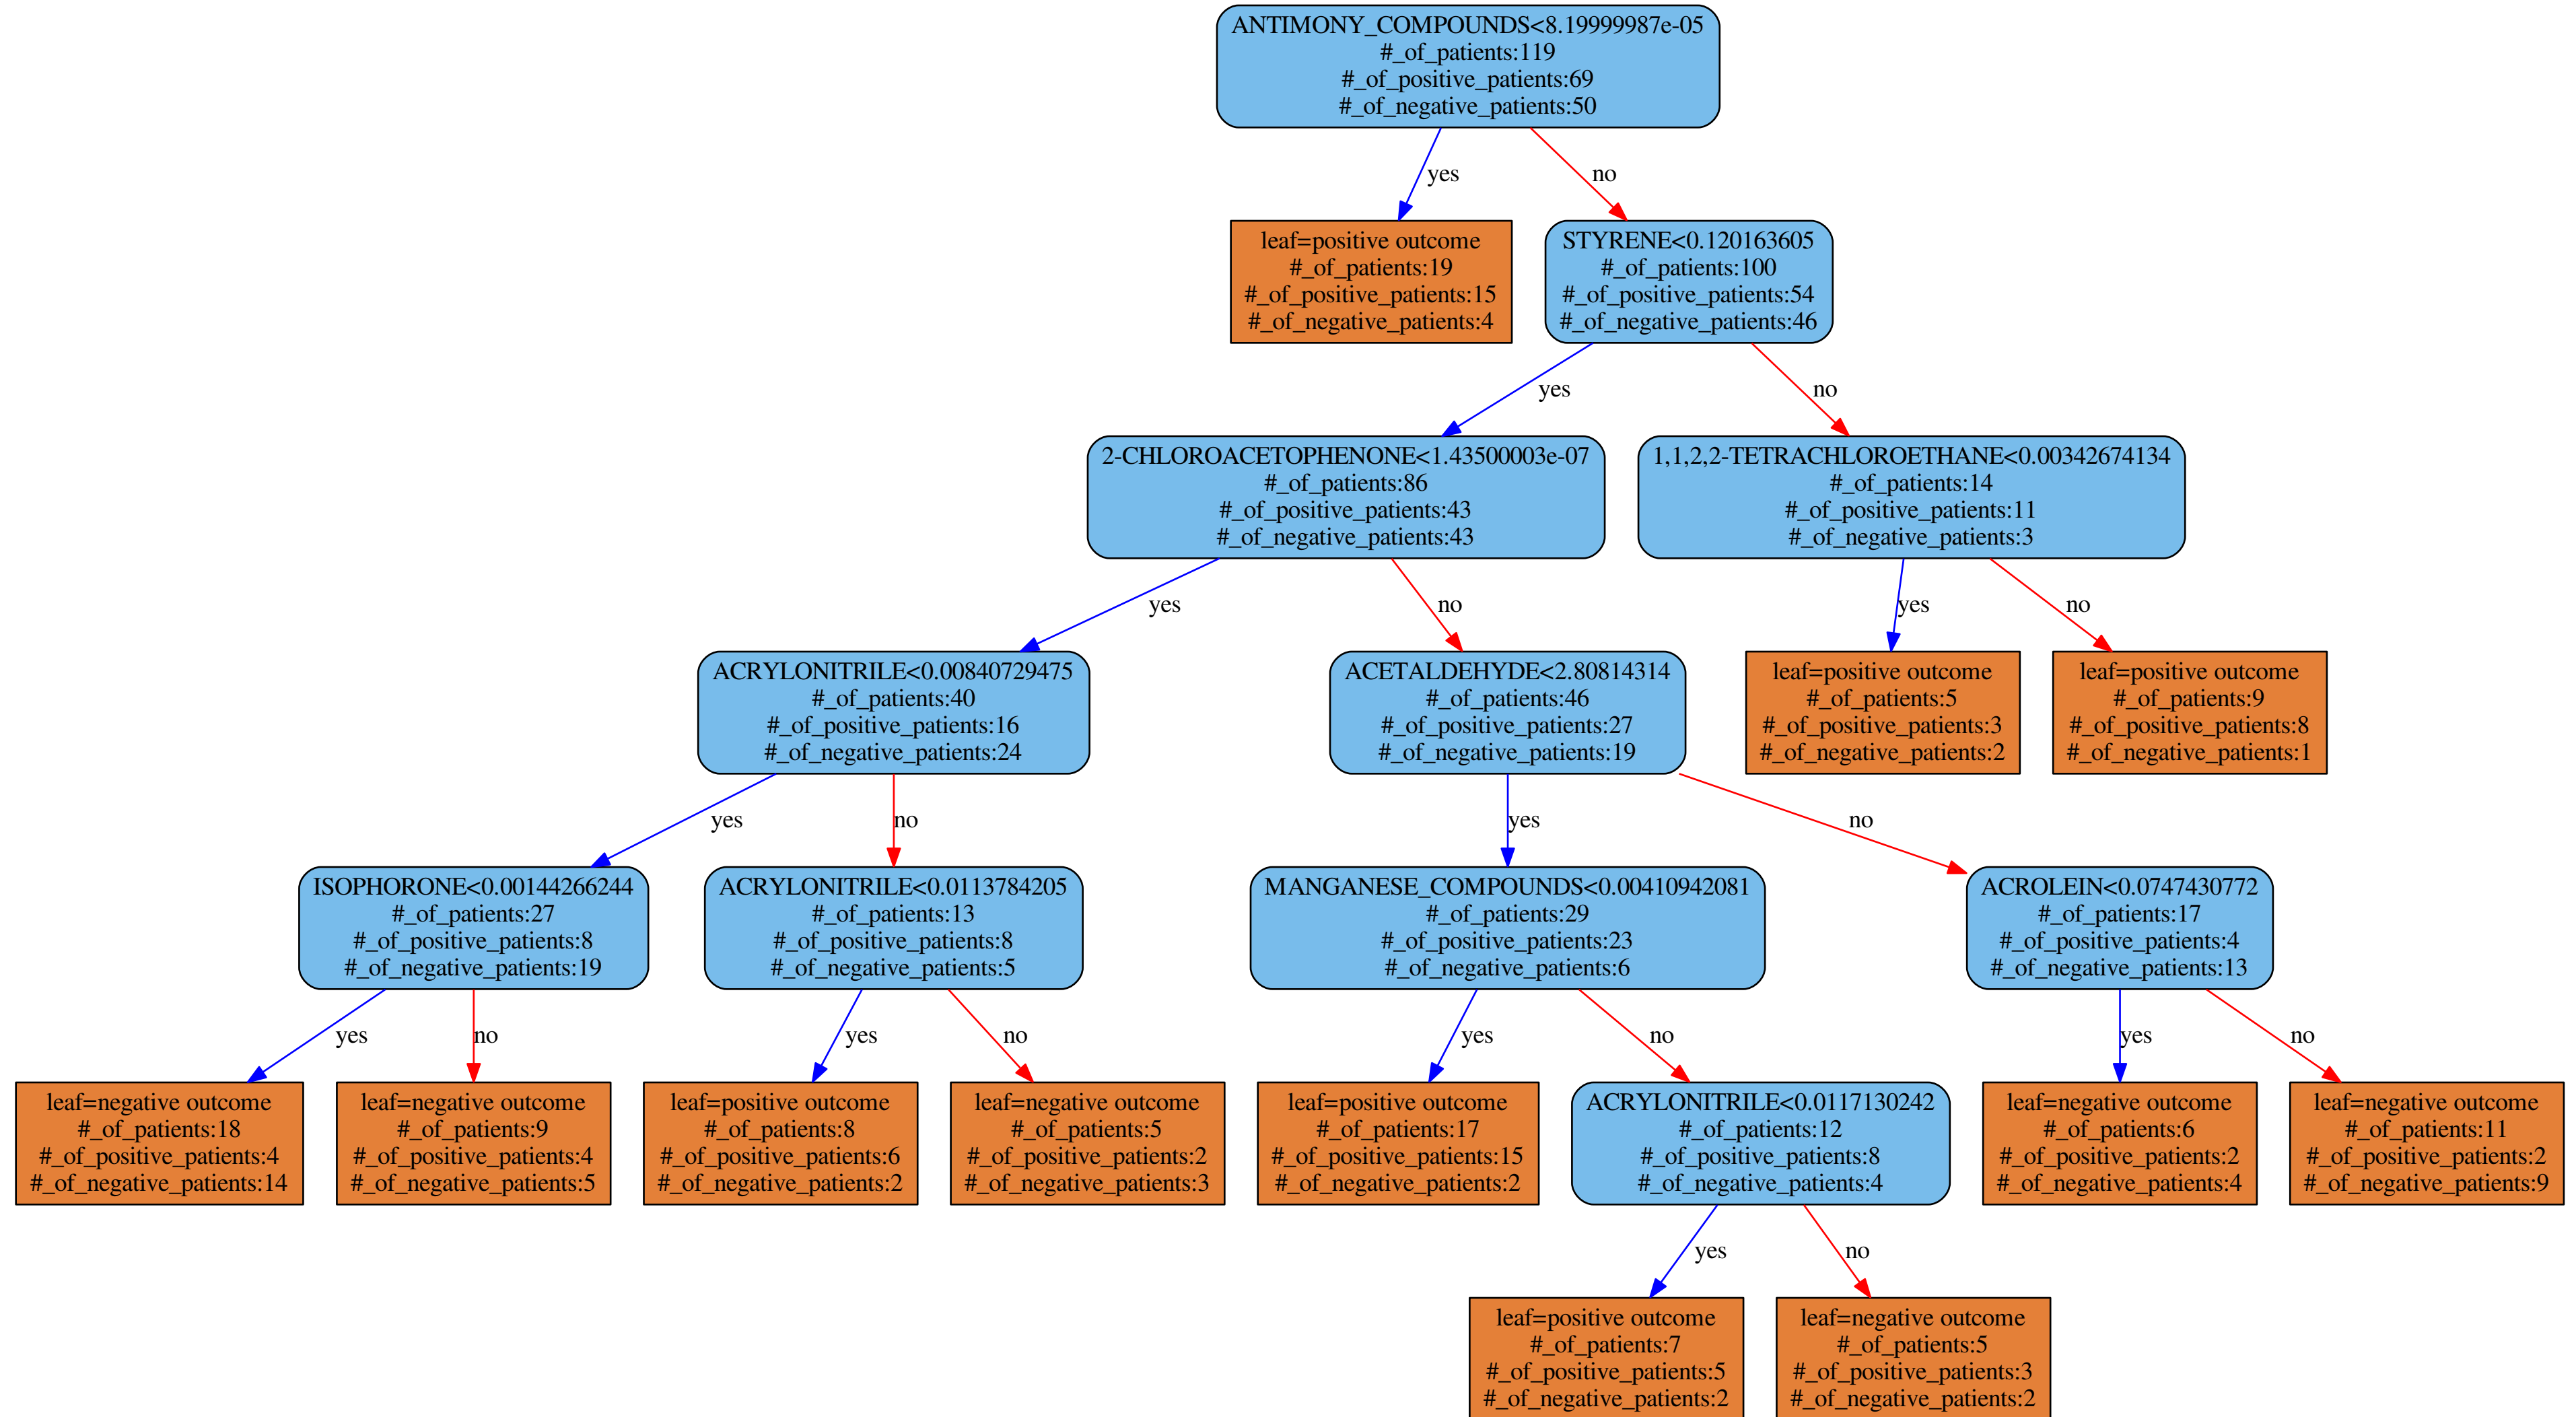 ANTIMONY_COMPOUNDS<8.19999987e-05
#_of_patients:119
#_of_positive_patients:69
#_of_negative_patients:50
yes
no
leaf=positive outcome
#_of_patients:19
#_of_positive_patients:15
#_of_negative_patients:4
STYRENE<0.120163605
#_of_patients:100
#_of_positive_patients:54
#_of_negative_patients:46
yes
no
2-CHLOROACETOPHENONE<1.43500003e-07
#_of_patients:86
#_of_positive_patients:43
#_of_negative_patients:43
1,1,2,2-TETRACHLOROETHANE<0.00342674134
#_of_patients:14
#_of_positive_patients:11
#_of_negative_patients:3
yes
no
yes
no
ACRYLONITRILE<0.00840729475
#_of_patients:40
#_of_positive_patients:16
#_of_negative_patients:24
ACETALDEHYDE<2.80814314
#_of_patients:46
#_of_positive_patients:27
#_of_negative_patients:19
leaf=positive outcome
#_of_patients:5
#_of_positive_patients:3
#_of_negative_patients:2
leaf=positive outcome
#_of_patients:9
#_of_positive_patients:8
#_of_negative_patients:1
yes
no
yes
no
ISOPHORONE<0.00144266244
#_of_patients:27
#_of_positive_patients:8
#_of_negative_patients:19
ACRYLONITRILE<0.0113784205
#_of_patients:13
#_of_positive_patients:8
#_of_negative_patients:5
MANGANESE_COMPOUNDS<0.00410942081
#_of_patients:29
#_of_positive_patients:23
#_of_negative_patients:6
ACROLEIN<0.0747430772
#_of_patients:17
#_of_positive_patients:4
#_of_negative_patients:13
yes
no
yes
no
yes
no
yes
no
leaf=negative outcome
#_of_patients:18
#_of_positive_patients:4
#_of_negative_patients:14
leaf=negative outcome
#_of_patients:9
#_of_positive_patients:4
#_of_negative_patients:5
leaf=positive outcome
#_of_patients:8
#_of_positive_patients:6
#_of_negative_patients:2
leaf=negative outcome
#_of_patients:5
#_of_positive_patients:2
#_of_negative_patients:3
leaf=positive outcome
#_of_patients:17
#_of_positive_patients:15
#_of_negative_patients:2
ACRYLONITRILE<0.0117130242
#_of_patients:12
#_of_positive_patients:8
#_of_negative_patients:4
leaf=negative outcome
#_of_patients:6
#_of_positive_patients:2
#_of_negative_patients:4
leaf=negative outcome
#_of_patients:11
#_of_positive_patients:2
#_of_negative_patients:9
yes
no
leaf=positive outcome
#_of_patients:7
#_of_positive_patients:5
#_of_negative_patients:2
leaf=negative outcome
#_of_patients:5
#_of_positive_patients:3
#_of_negative_patients:2